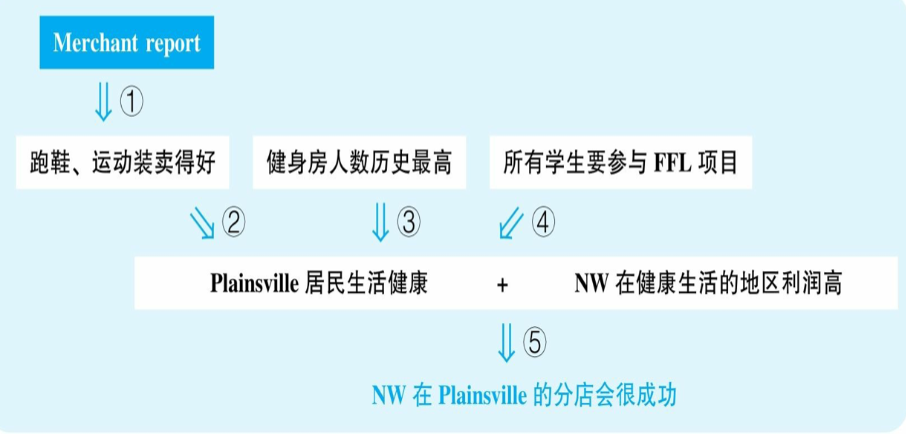 Merchant report
①
跑鞋、运动装卖得好 健身房人数历史最高 所有学生要参与 FFL 项目
② ③ ④
Plainsville 居民生活健康 + NW 在健康生活的地区利润高
⑤
NW 在 Plainsville 的分店会很成功